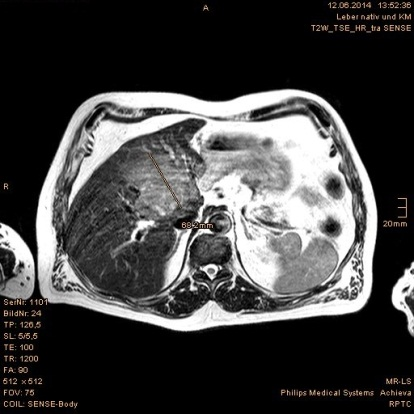 A
12.06.2014 13:52:36
Leber nativ und KM
T2W_TSE_HR_tra SENSE
R
68.2mm
20mm
SerNr: 1101
BildNr: 24
TP: 126,5
SL: 5/5,5
TE: 100
TR: 1200
FA: 90
512 × 512
FOV: 75
COIL: SENSE-Body
MR-LS
Philips Medical Systems Achieva
RPTC